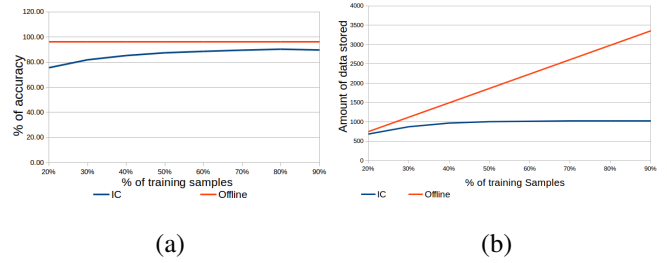 120.00
100.00
80.00
60.00
40.00
20.00
0.00
% of accuracy
20% 30% 40% 50% 60% 70% 80% 90%
% of training samples
IC Offline
(a)
4000
3500
3000
2500
2000
1500
1000
500
0
Amount of data stored
20% 30% 40% 50% 60% 70% 80% 90%
% of training Samples
IC Offline
(b)